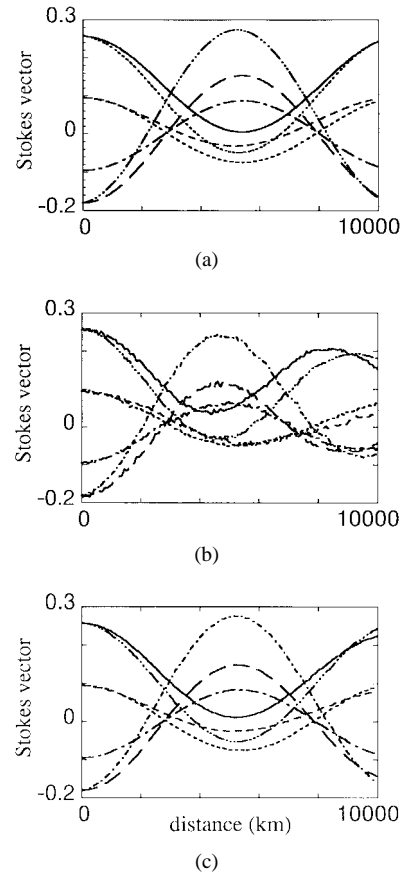 0.3
Stokes vector
0
-0.2
0
10000
(a)
0.3
Stokes vector
0
-0.2
0
10000
(b)
0.3
Stokes vector
0
-0.2
0
10000
distance (km)
(c)